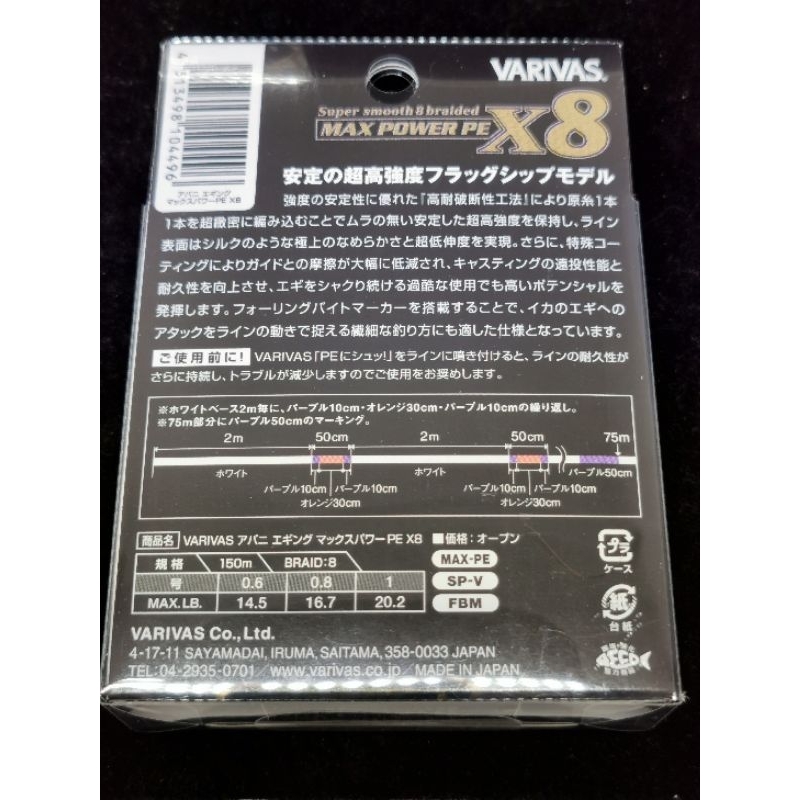 VARIVAS®
Super smooth 8 braided
MAX POWER PE X8
4 513498 104496
アバニ エギング
マックスパワーPE X8
安定の超高強度フラッグシップモデル
強度の安定性に優れた『高耐破断性工法』により原糸1本
1本を超緻密に編み込むことでムラの無い安定した超高強度を保持し、ライン
表面はシルクのような極上のなめらかさと超低伸度を実現。さらに、特殊コー
ティングによりガイドとの摩擦が大幅に低減され、キャスティングの遠投性能と
耐久性を向上させ、エギをシャクり続ける過酷な使用でも高いポテンシャルを
発揮します。フォーリングバイトマーカーを搭載することで、イカのエギへの
アタックをラインの動きで捉える繊細な釣り方にも適した仕様となっています。
ご使用前に! VARIVAS「PEにシュッ!」をラインに噴き付けると、ラインの耐久性が
さらに持続し、トラブルが減少しますのでご使用をお奨めします。
※ホワイトベース2m毎に、パープル10cm・オレンジ30cm・パープル10cmの繰り返し。
※75m部分にパープル50cmのマーキング。
2m 50cm 2m 50cm 75m
ホワイト ホワイト パープル50cm
パープル10cm パープル10cm パープル10cm パープル10cm
オレンジ30cm オレンジ30cm
商品名 VARIVAS アバニ エギング マックスパワーPE X8 ■価格:オープン
規格 150m BRAID:8
号 0.6 0.8 1
MAX.LB. 14.5 16.7 20.2
MAX-PE
SP-V
FBM
プラ
ケース
紙
台紙
VARIVAS Co.,Ltd.
4-17-11 SAYAMADAI, IRUMA, SAITAMA, 358-0033 JAPAN
TEL:04-2935-0701 www.varivas.co.jp MADE IN JAPAN